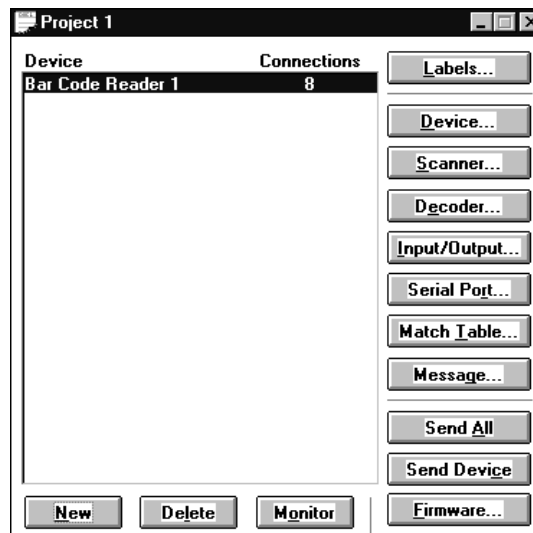 Project 1
Device Connections
Bar Code Reader 1 8
Labels...
Device...
Scanner...
Decoder...
Input/Output...
Serial Port...
Match Table...
Message...
Send All
Send Device
Firmware...
New Delete Monitor